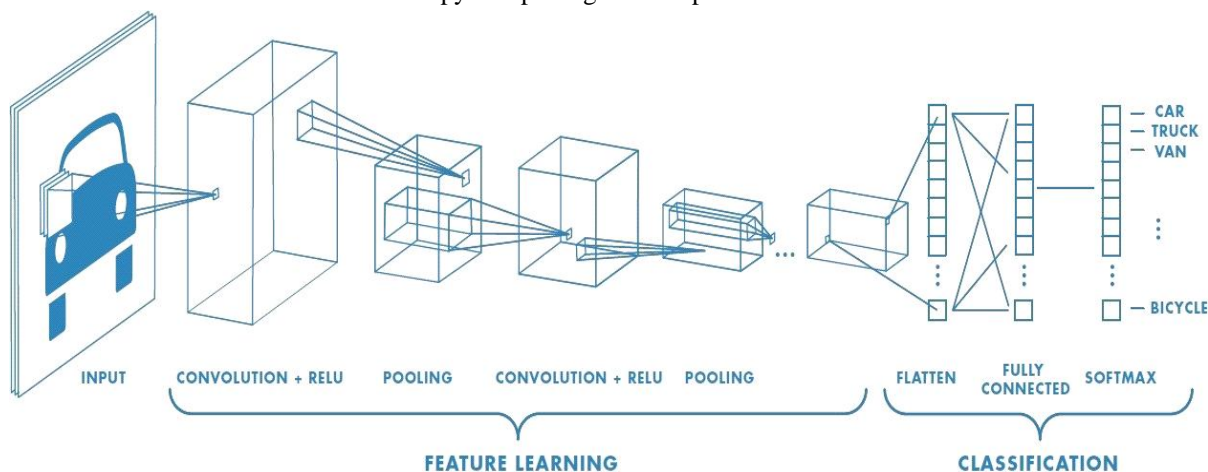 CAR
TRUCK
VAN
BICYCLE
INPUT
CONVOLUTION + RELU
POOLING
CONVOLUTION + RELU
POOLING
FLATTEN
FULLY
CONNECTED
SOFTMAX
FEATURE LEARNING
CLASSIFICATION